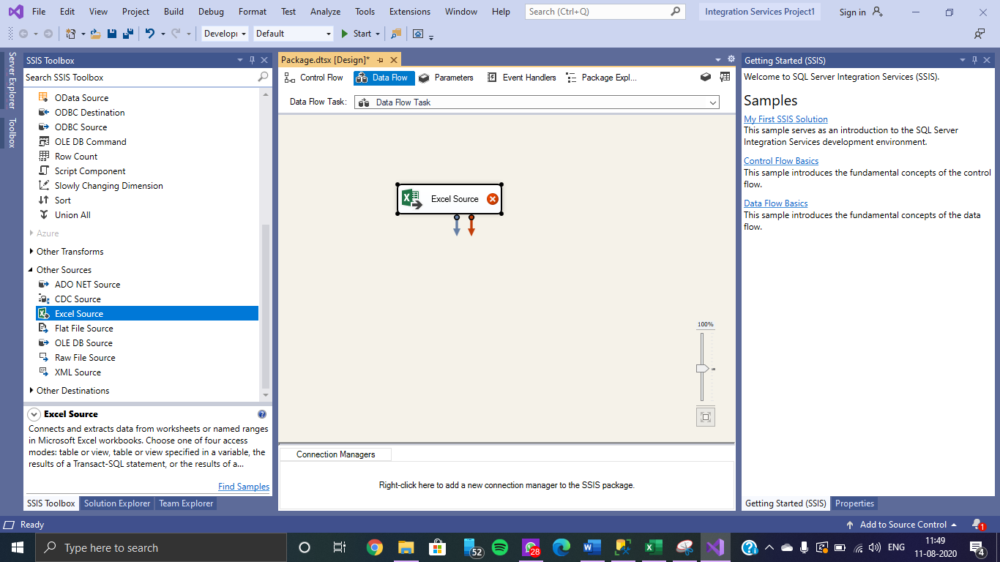 File Edit View Project Build Debug Format Test Analyze Tools Extensions Window Help Search (Ctrl+Q) Integration Services Project1 Sign in
Developı Default Start
Server Explorer
Toolbox
SSIS Toolbox
Search SSIS Toolbox
OData Source
ODBC Destination
ODBC Source
OLE DB Command
Row Count
Script Component
Slowly Changing Dimension
Sort
Union All
Azure
Other Transforms
Other Sources
ADO NET Source
CDC Source
Excel Source
Flat File Source
OLE DB Source
Raw File Source
XML Source
Other Destinations
Excel Source
Connects and extracts data from worksheets or named ranges
in Microsoft Excel workbooks. Choose one of four access
modes: table or view, table or view specified in a variable, the
results of a Transact-SQL statement, or the results of a...
Find Samples
SSIS Toolbox Solution Explorer Team Explorer
Package.dtsx [Design]*
Control Flow Data Flow Parameters Event Handlers Package Expl...
Data Flow Task: Data Flow Task
Excel Source
100%
Connection Managers
Right-click here to add a new connection manager to the SSIS package.
Getting Started (SSIS)
Welcome to SQL Server Integration Services (SSIS).
Samples
My First SSIS Solution
This sample serves as an introduction to the SQL Server
Integration Services development environment.
Control Flow Basics
This sample introduces the fundamental concepts of the control
flow.
Data Flow Basics
This sample introduces the fundamental concepts of the data
flow.
Getting Started (SSIS) Properties
Ready Add to Source Control 1
Type here to search 52 28 ENG 11:49
11-08-2020 4